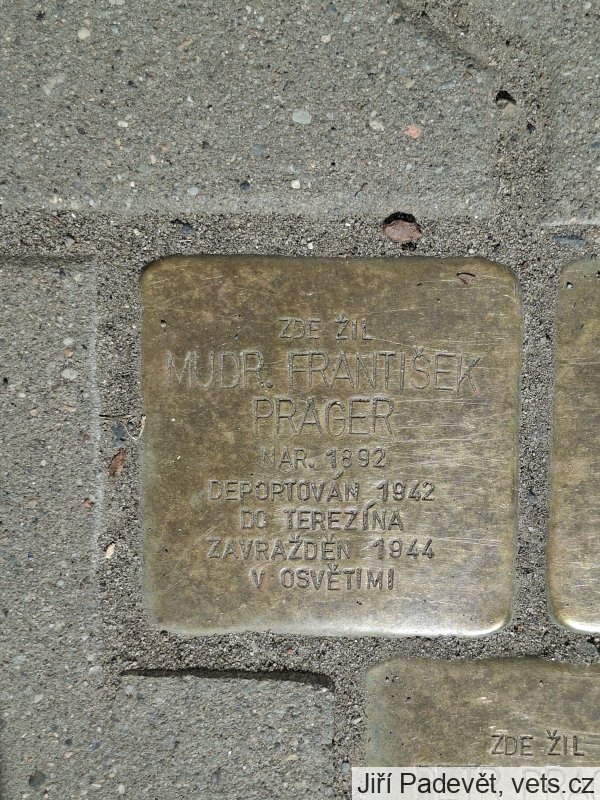 ZDE ŽIL
MUDR. FRANTIŠEK
PRAGER
NAR. 1892
DEPORTOVÁN 1942
DO TEREZÍNA
ZAVRAŽDĚN 1944
V OSVĚTIMI
ZDE ŽIL
Jiří Padevět, vets.cz